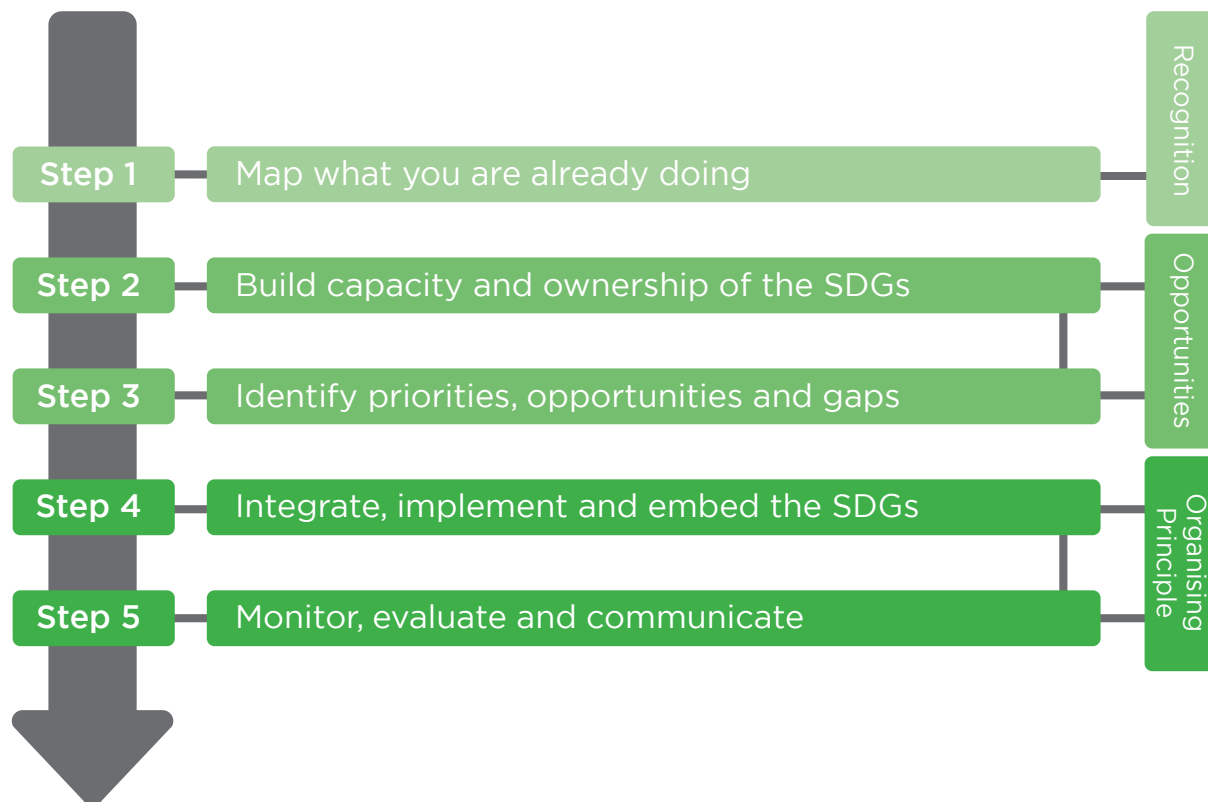 Recognition
Step 1
Map what you are already doing
Step 2
Build capacity and ownership of the SDGs
Opportunities
Step 3
Identify priorities, opportunities and gaps
Step 4
Integrate, implement and embed the SDGs
Organising
Principle
Step 5
Monitor, evaluate and communicate